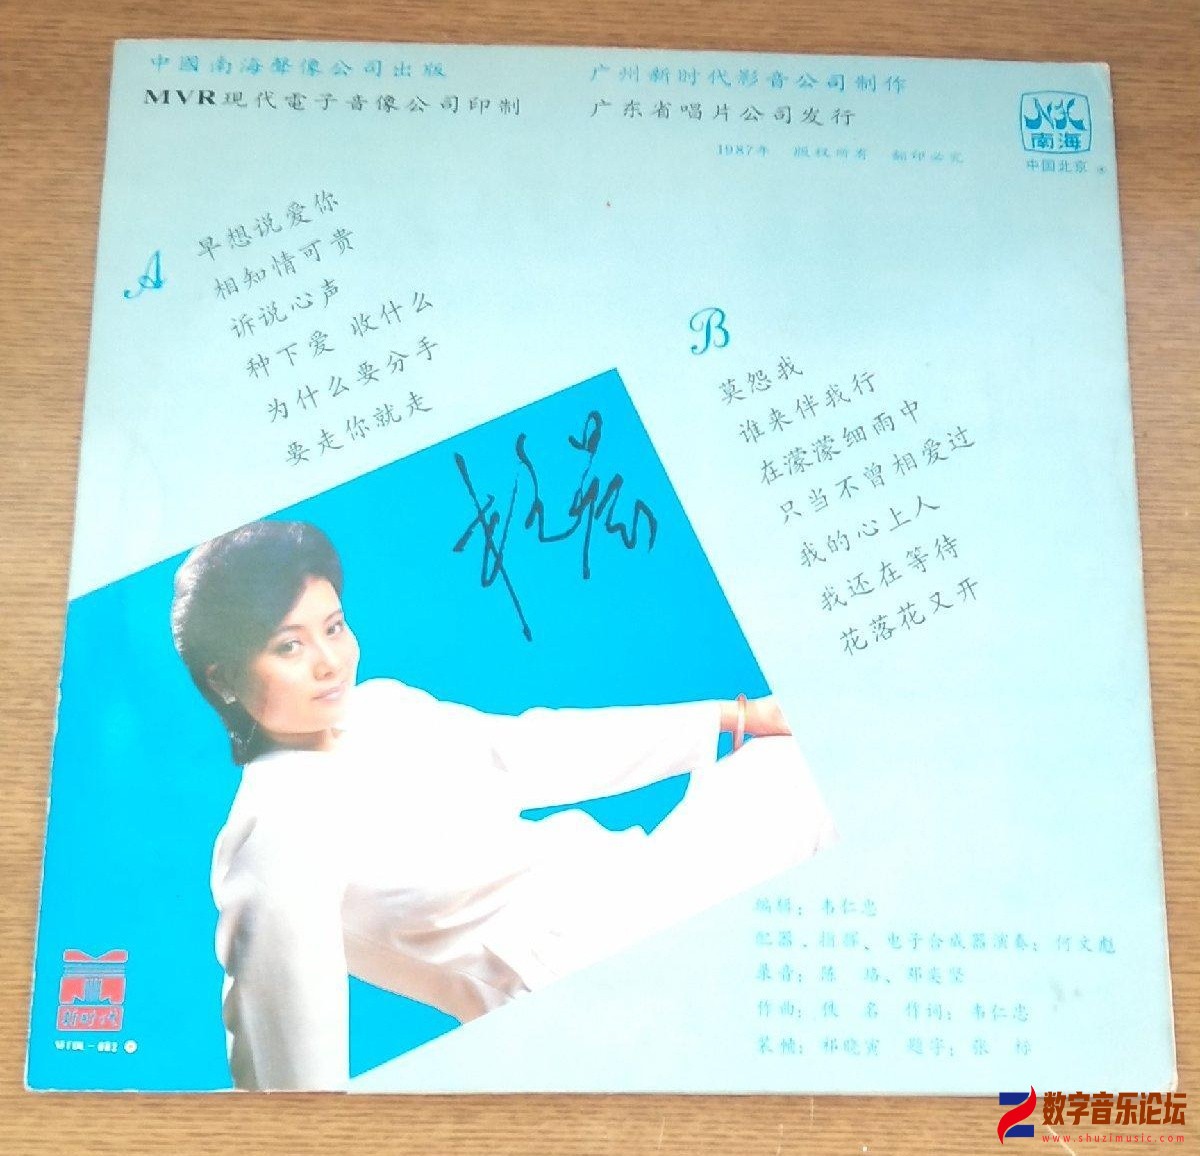 中國南海聲像公司出版
MVR现代電子音像公司印制
广州新时代影音公司制作
广东省唱片公司发行
1987年 版权所有 翻印必究
南海
中国北京
A
早想说爱你
相知情可贵
诉说心声
种下爱 收什么
为什么要分手
要走你就走
B
莫怨我
谁来伴我行
在濛濛细雨中
只当不曾相爱过
我的心上人
我还在等待
花落花又开
编辑：韦仁忠
配器、指挥、电子合成器演奏：何文彪
录音：陈 珞、邓奕坚
作曲：佚 名 作词：韦仁忠
装帧：祁晓寅 题字：张 标
新时代
数字音乐论坛
www.shuzimusic.com